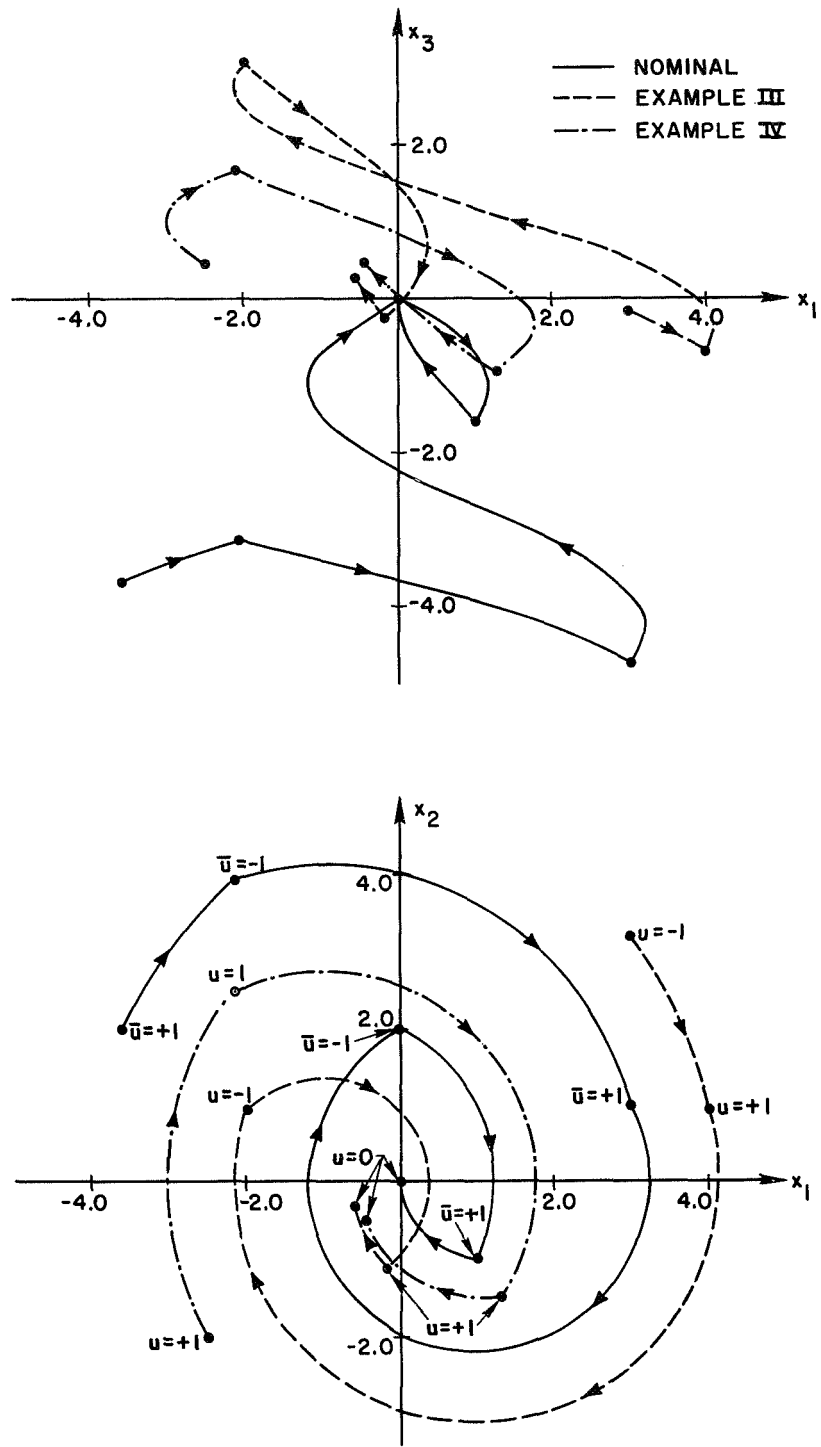 x3
NOMINAL
EXAMPLE III
EXAMPLE IV
2.0
-4.0
-2.0
2.0
4.0
x1
-2.0
-4.0
x2
ū=-1
4.0
u=-1
u=1
2.0
ū=+1
ū=-1
u=-1
ū=+1
u=+1
u=0
-4.0
-2.0
2.0
4.0
x1
ū=+1
u=+1
u=+1
-2.0